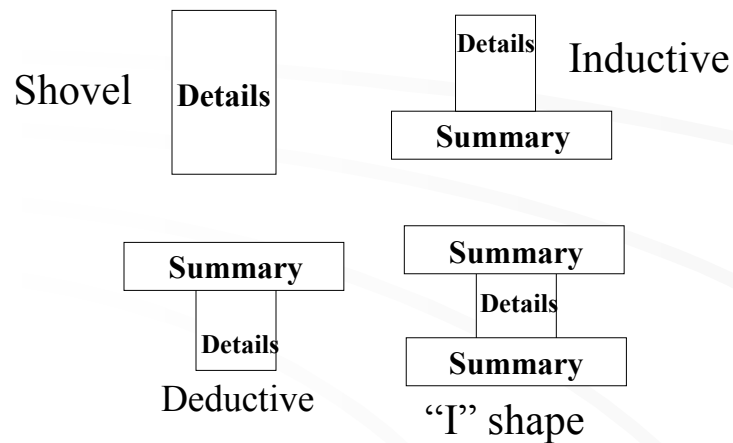 Shovel
Details
Details
Inductive
Summary
Summary
Details
Deductive
Summary
Details
Summary
“I” shape